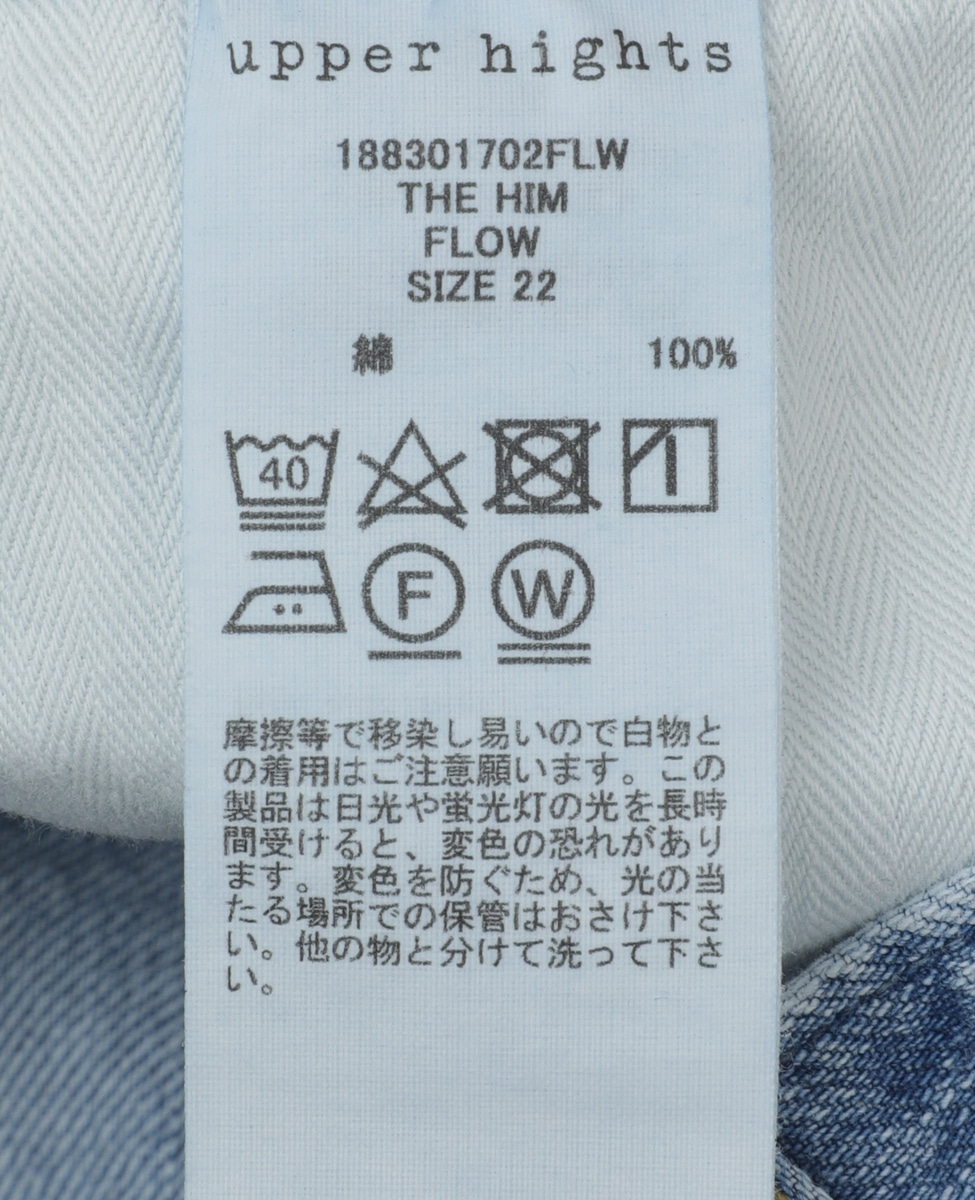 upper hights
188301702FLW
THE HIM
FLOW
SIZE 22
綿 100%
40
F W
摩擦等で移染し易いので白物と
の着用はご注意願います。この
製品は日光や蛍光灯の光を長時
間受けると、変色の恐れがあり
ます。変色を防ぐため、光の当
たる場所での保管はおさけ下さ
い。他の物と分けて洗って下さ
い。